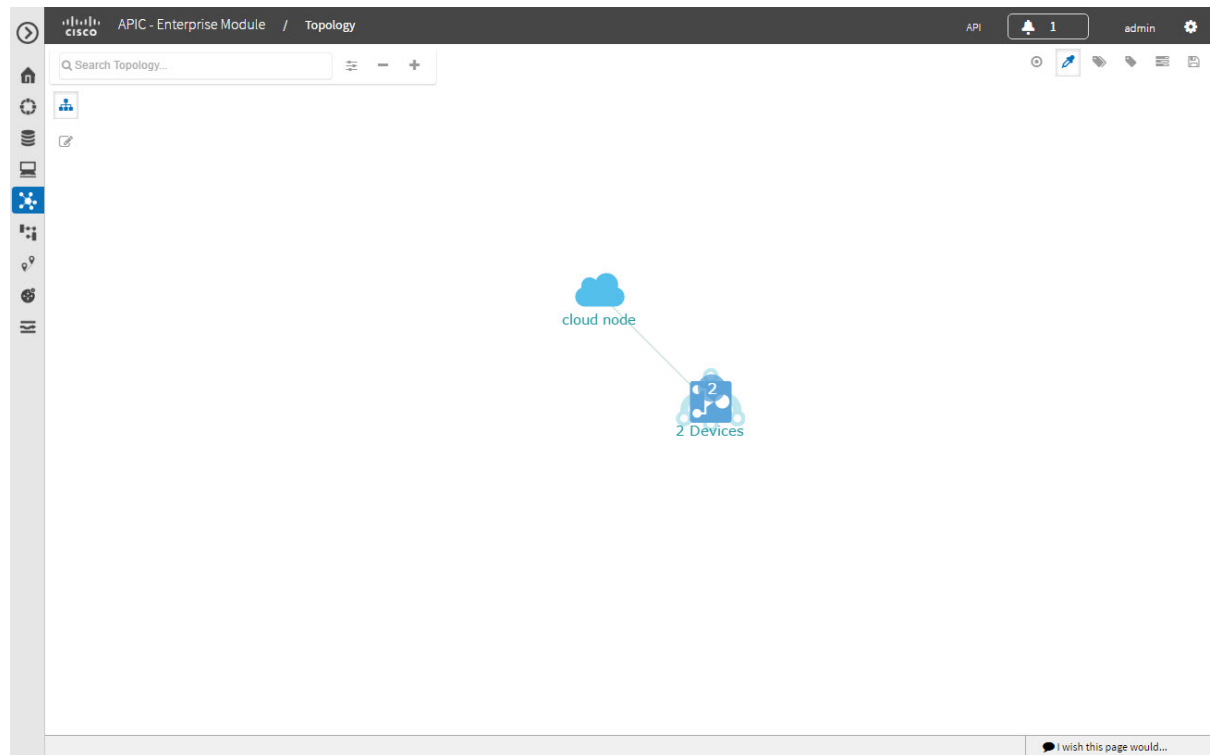 CISCO APIC - Enterprise Module / Topology API 1 admin
Search Topology...
cloud node
2
2 Devices
I wish this page would...